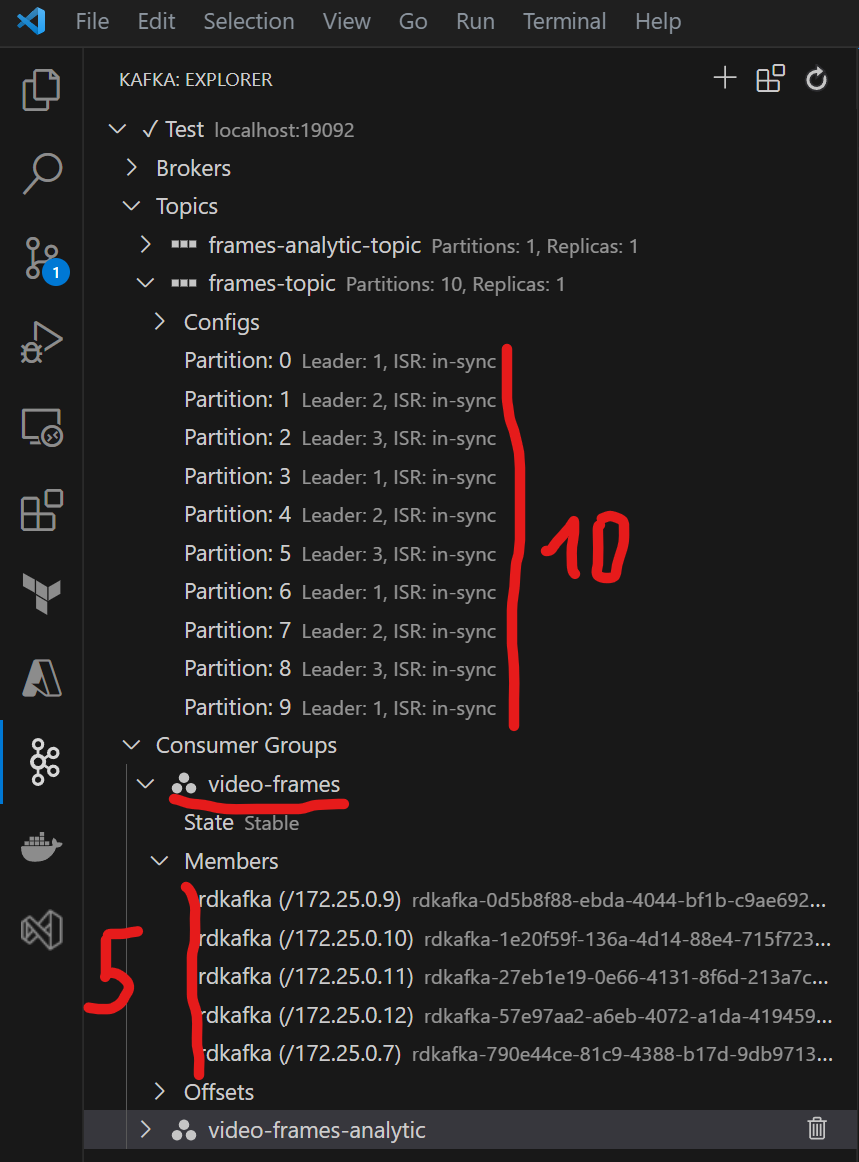 File Edit Selection View Go Run Terminal Help
KAFKA: EXPLORER
✓ Test localhost:19092
Brokers
Topics
frames-analytic-topic Partitions: 1, Replicas: 1
frames-topic Partitions: 10, Replicas: 1
Configs
Partition: 0 Leader: 1, ISR: in-sync
Partition: 1 Leader: 2, ISR: in-sync
Partition: 2 Leader: 3, ISR: in-sync
Partition: 3 Leader: 1, ISR: in-sync
Partition: 4 Leader: 2, ISR: in-sync
10
Partition: 5 Leader: 3, ISR: in-sync
Partition: 6 Leader: 1, ISR: in-sync
Partition: 7 Leader: 2, ISR: in-sync
Partition: 8 Leader: 3, ISR: in-sync
Partition: 9 Leader: 1, ISR: in-sync
Consumer Groups
video-frames
State Stable
Members
rdkafka (/172.25.0.9) rdkafka-0d5b8f88-ebda-4044-bf1b-c9ae692...
rdkafka (/172.25.0.10) rdkafka-1e20f59f-136a-4d14-88e4-715f723...
5
rdkafka (/172.25.0.11) rdkafka-27eb1e19-0e66-4131-8f6d-213a7c...
rdkafka (/172.25.0.12) rdkafka-57e97aa2-a6eb-4072-a1da-419459...
rdkafka (/172.25.0.7) rdkafka-790e44ce-81c9-4388-b17d-9db9713...
Offsets
video-frames-analytic
1